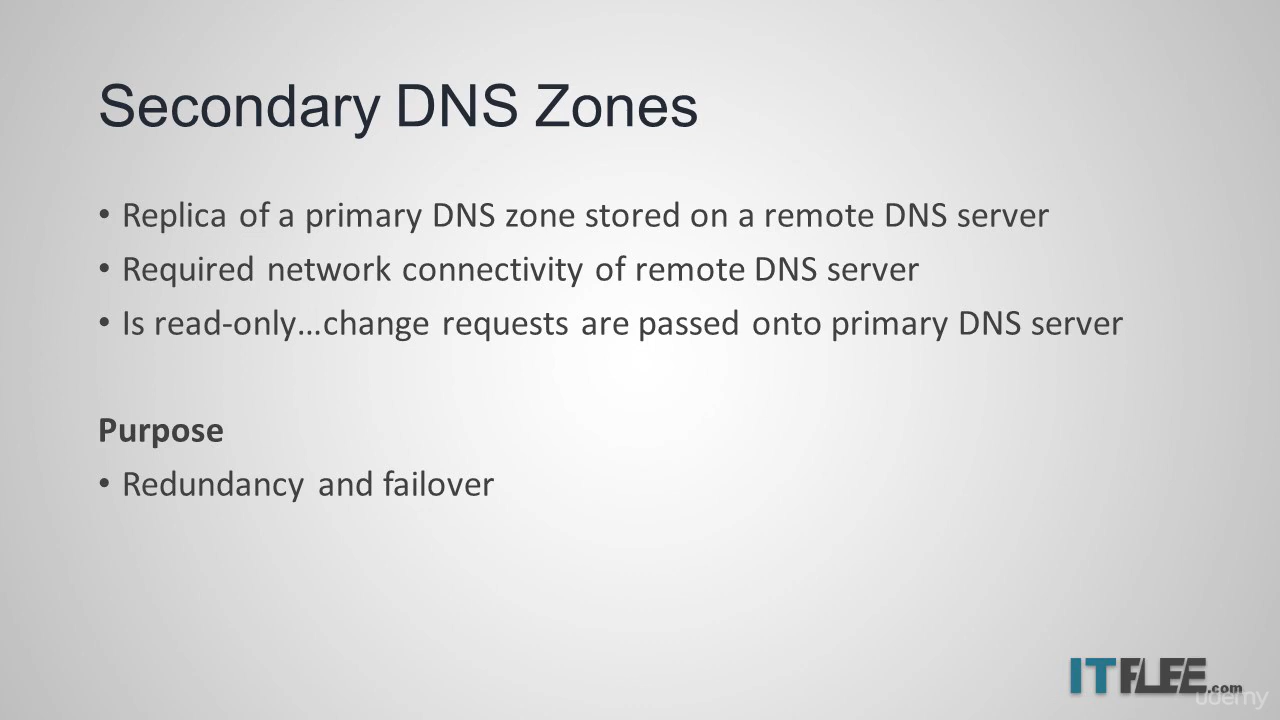 Secondary DNS Zones
• Replica of a primary DNS zone stored on a remote DNS server
• Required network connectivity of remote DNS server
• Is read-only...change requests are passed onto primary DNS server
Purpose
• Redundancy and failover
ITFLEE.com
udemy